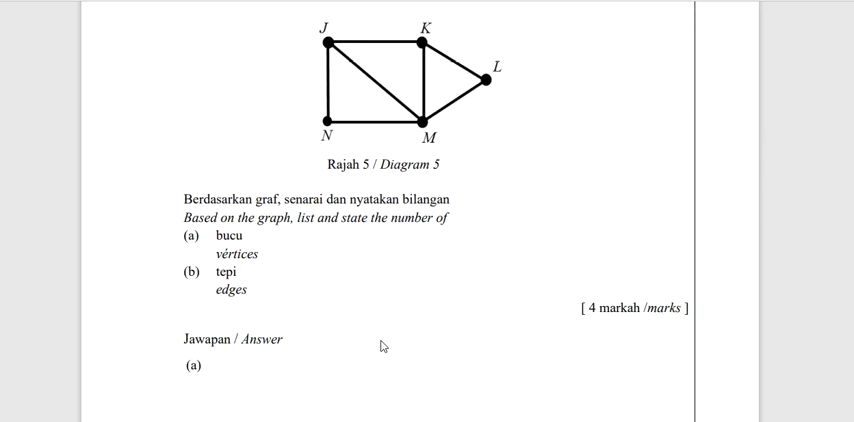 J K
L
N M
Rajah 5 / Diagram 5
Berdasarkan graf, senarai dan nyatakan bilangan
Based on the graph, list and state the number of
(a) bucu
vértices
(b) tepi
edges
[ 4 markah /marks ]
Jawapan / Answer
(a)